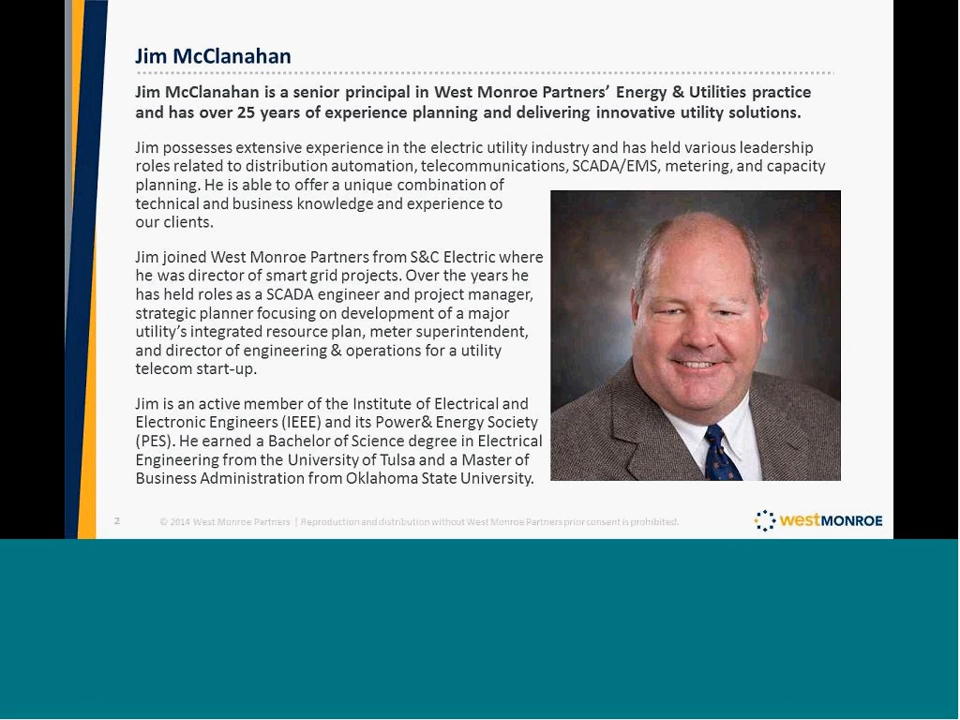 Jim McClanahan
Jim McClanahan is a senior principal in West Monroe Partners’ Energy & Utilities practice
and has over 25 years of experience planning and delivering innovative utility solutions.
Jim possesses extensive experience in the electric utility industry and has held various leadership
roles related to distribution automation, telecommunications, SCADA/EMS, metering, and capacity
planning. He is able to offer a unique combination of
technical and business knowledge and experience to
our clients.
Jim joined West Monroe Partners from S&C Electric where
he was director of smart grid projects. Over the years he
has held roles as a SCADA engineer and project manager,
strategic planner focusing on development of a major
utility’s integrated resource plan, meter superintendent,
and director of engineering & operations for a utility
telecom start-up.
Jim is an active member of the Institute of Electrical and
Electronic Engineers (IEEE) and its Power& Energy Society
(PES). He earned a Bachelor of Science degree in Electrical
Engineering from the University of Tulsa and a Master of
Business Administration from Oklahoma State University.
2 © 2014 West Monroe Partners | Reproduction and distribution without West Monroe Partners prior consent is prohibited.
westMONROE